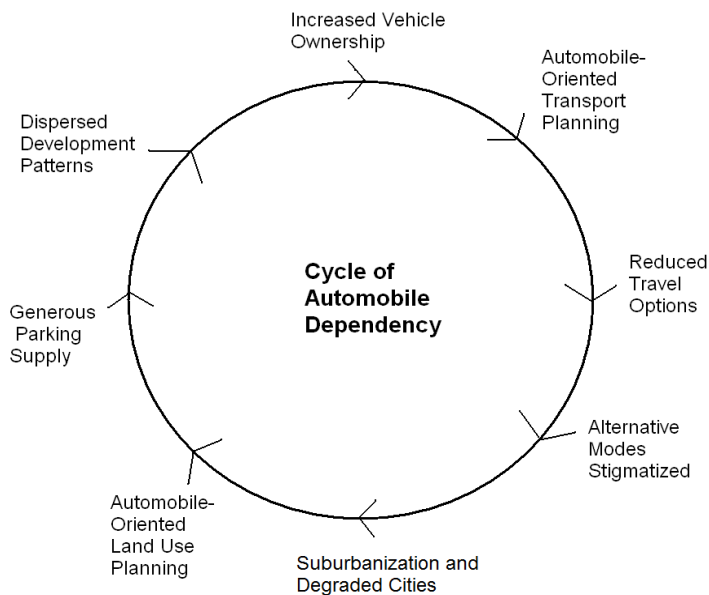 Increased Vehicle
Ownership
Automobile-
Oriented
Transport
Planning
Reduced
Travel
Options
Alternative
Modes
Stigmatized
Suburbanization and
Degraded Cities
Automobile-
Oriented
Land Use
Planning
Generous
Parking
Supply
Dispersed
Development
Patterns
Cycle of
Automobile
Dependency